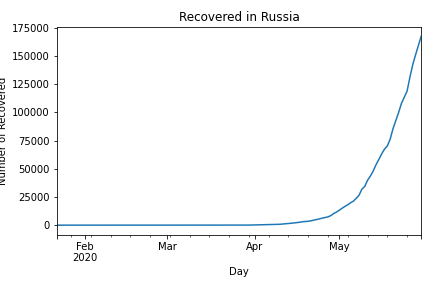 Recovered in Russia
175000
150000
125000
100000
75000
50000
25000
0
Number of Recovered
Feb
2020
Mar
Apr
May
Day